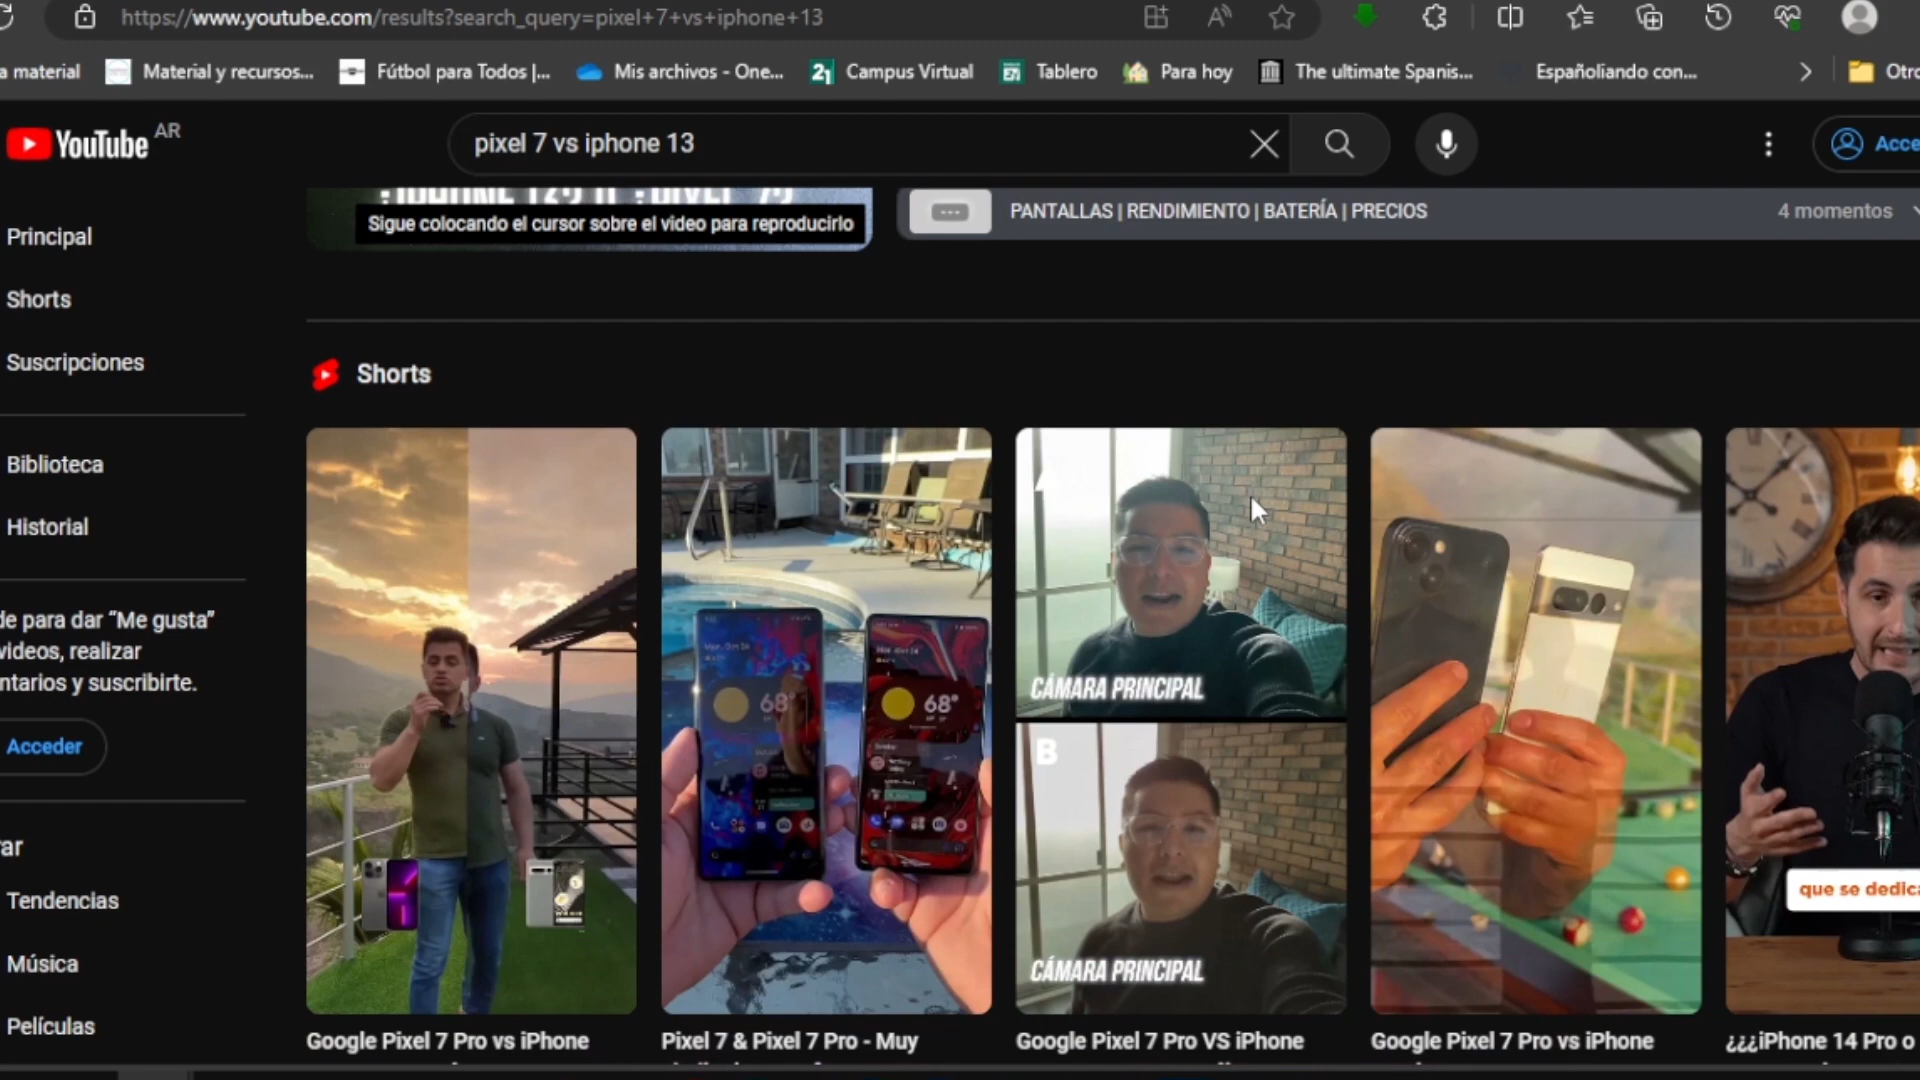 https://www.youtube.com/results?search_query=pixel+7+vs+iphone+13
a material
Material y recursos...
Fútbol para Todos |...
Mis archivos - One...
Campus Virtual
Tablero
Para hoy
The ultimate Spanis...
Españoliando con...
Otro
YouTube AR
pixel 7 vs iphone 13
Acce
Sigue colocando el cursor sobre el video para reproducirlo
PANTALLAS | RENDIMIENTO | BATERÍA | PRECIOS
4 momentos
Principal
Shorts
Suscripciones
Biblioteca
Historial
de para dar “Me gusta”
videos, realizar
ntarios y suscribirte.
Acceder
rar
Tendencias
Música
Películas
Shorts
68°
68°
CÁMARA PRINCIPAL
B
CÁMARA PRINCIPAL
que se dedica
Google Pixel 7 Pro vs iPhone
Pixel 7 & Pixel 7 Pro - Muy
Google Pixel 7 Pro VS iPhone
Google Pixel 7 Pro vs iPhone
¿¿¿iPhone 14 Pro o